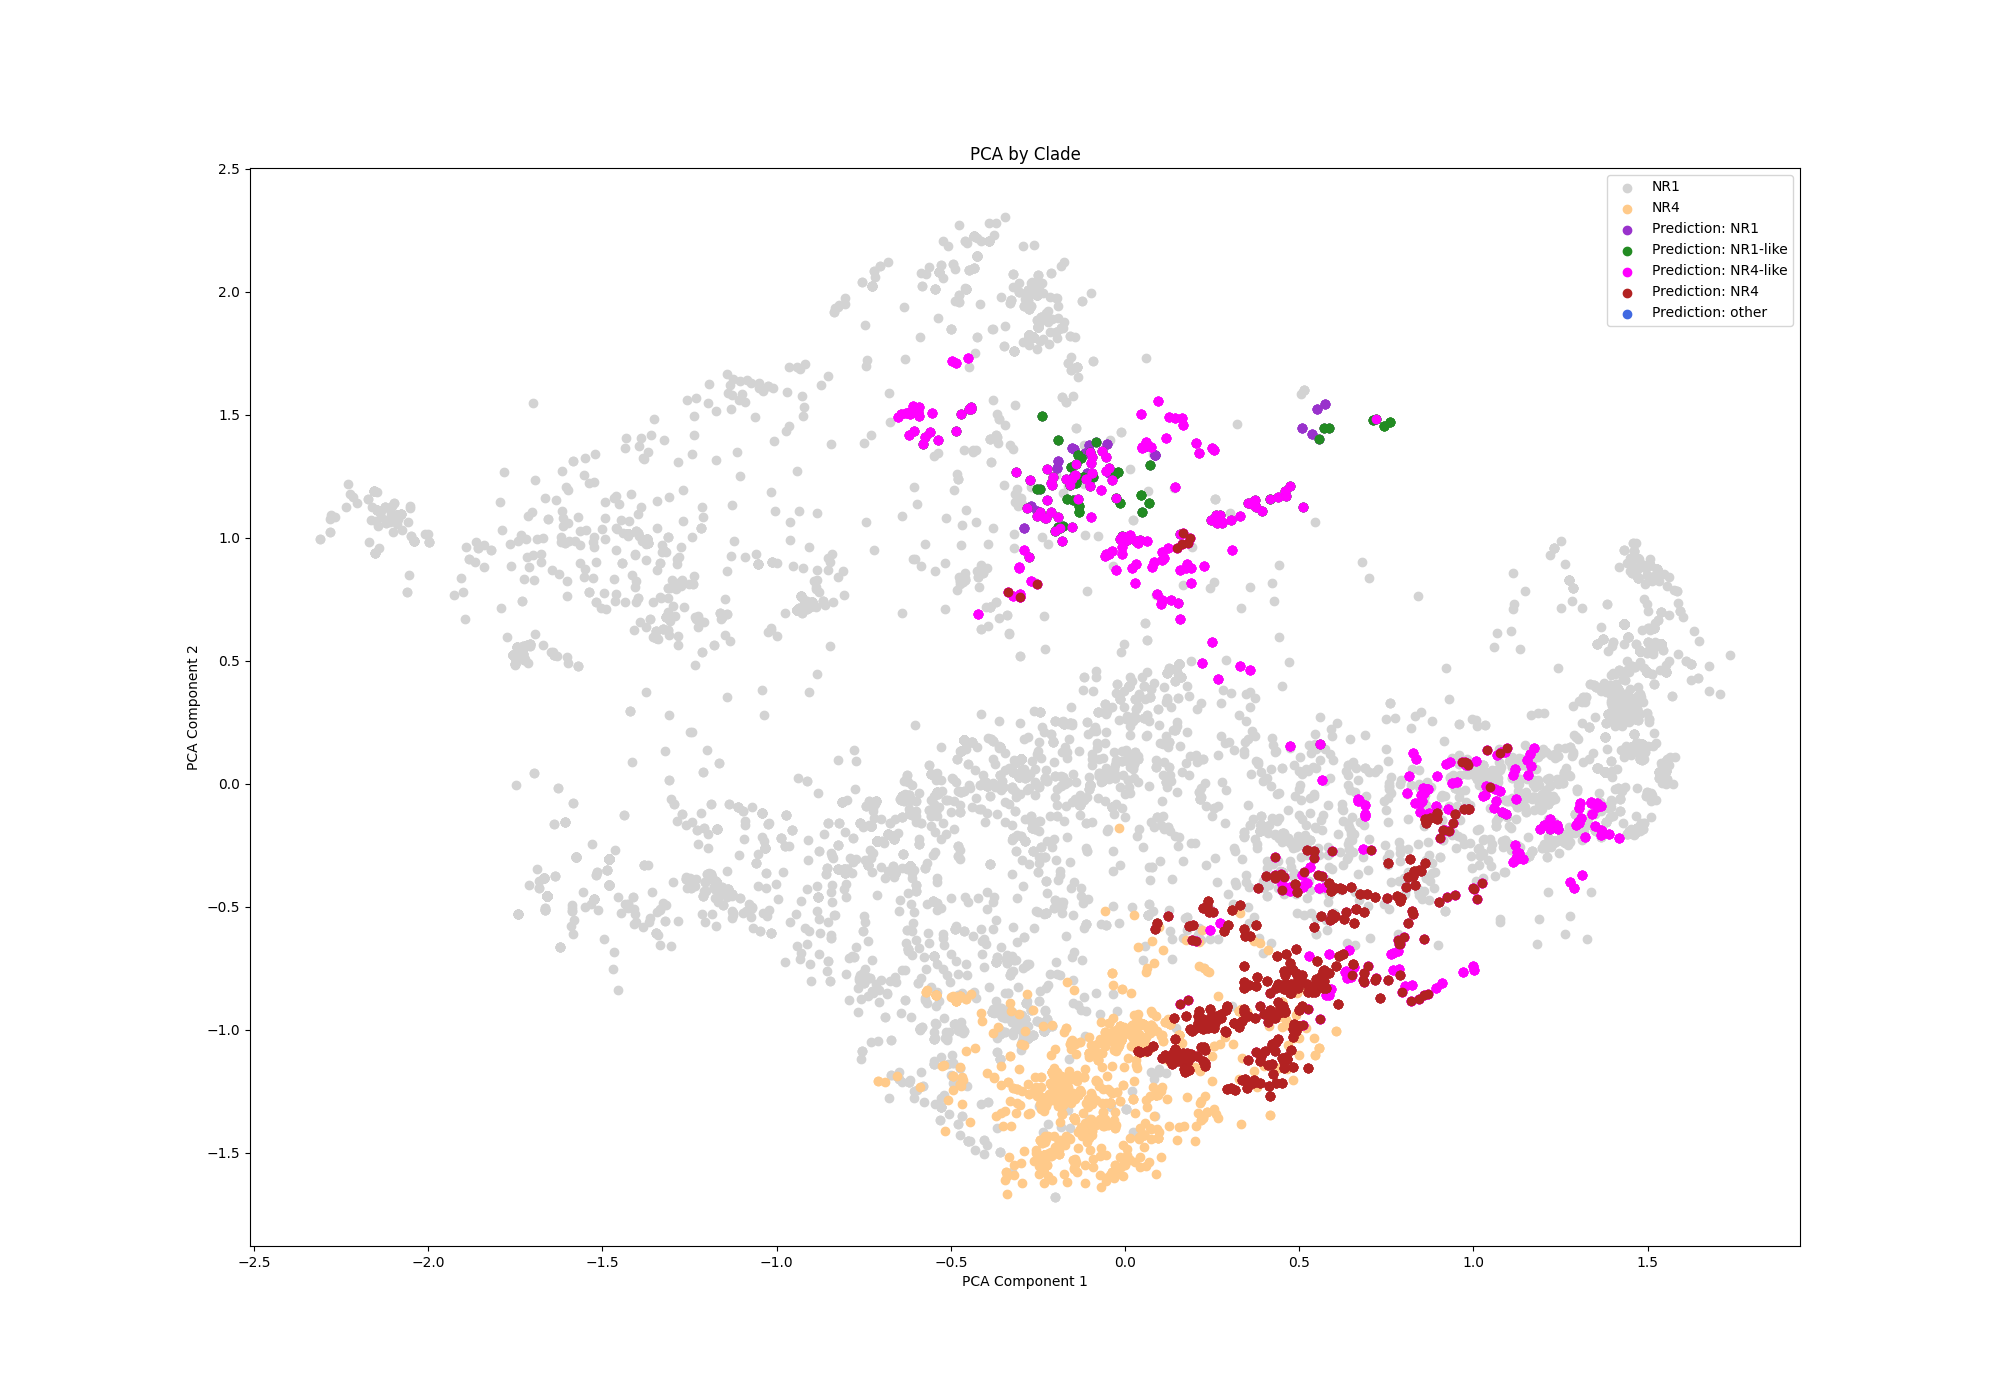 PCA by Clade
2.5
2.0
1.5
1.0
0.5
0.0
−0.5
−1.0
−1.5
PCA Component 2
NR1
NR4
Prediction: NR1
Prediction: NR1-like
Prediction: NR4-like
Prediction: NR4
Prediction: other
−2.5 −2.0 −1.5 −1.0 −0.5 0.0 0.5 1.0 1.5
PCA Component 1